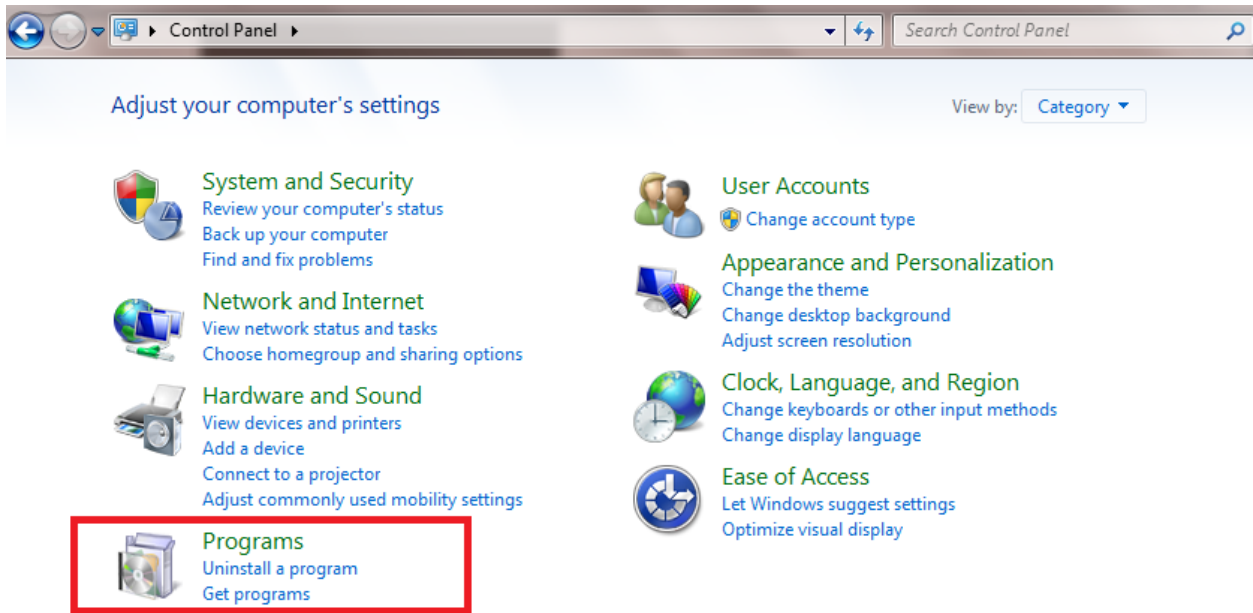 Control Panel
Search Control Panel
Adjust your computer's settings
View by: Category
System and Security
Review your computer's status
Back up your computer
Find and fix problems
Network and Internet
View network status and tasks
Choose homegroup and sharing options
Hardware and Sound
View devices and printers
Add a device
Connect to a projector
Adjust commonly used mobility settings
Programs
Uninstall a program
Get programs
User Accounts
Change account type
Appearance and Personalization
Change the theme
Change desktop background
Adjust screen resolution
Clock, Language, and Region
Change keyboards or other input methods
Change display language
Ease of Access
Let Windows suggest settings
Optimize visual display